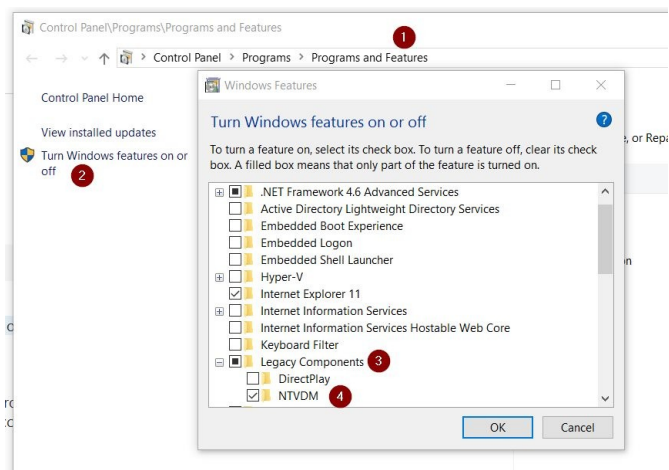 Control Panel\Programs\Programs and Features
1
Control Panel > Programs > Programs and Features
Control Panel Home
View installed updates
Turn Windows features on or
off 2
Windows Features
Turn Windows features on or off
To turn a feature on, select its check box. To turn a feature off, clear its check
box. A filled box means that only part of the feature is turned on.
.NET Framework 4.6 Advanced Services
Active Directory Lightweight Directory Services
Embedded Boot Experience
Embedded Logon
Embedded Shell Launcher
Hyper-V
Internet Explorer 11
Internet Information Services
Internet Information Services Hostable Web Core
Keyboard Filter
Legacy Components 3
DirectPlay
NTVDM 4
OK Cancel
e, or Repa
on